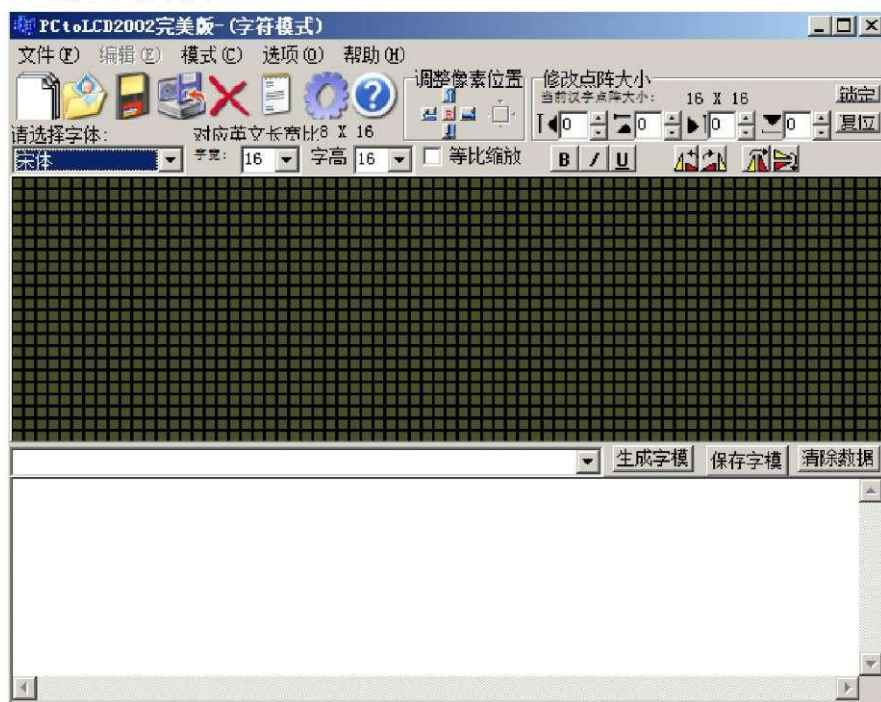 PCtoLCD2002完美版-(字符模式)
文件(F) 编辑(E) 模式(C) 选项(O) 帮助(H)
调整像素位置 修改点阵大小
当前汉字点阵大小: 16 X 16 锁定
请选择字体: 对应英文长宽比8 X 16
0 0 0 0 复位
宋体 字宽: 16 字高 16 等比缩放 B I U
生成字模 保存字模 清除数据